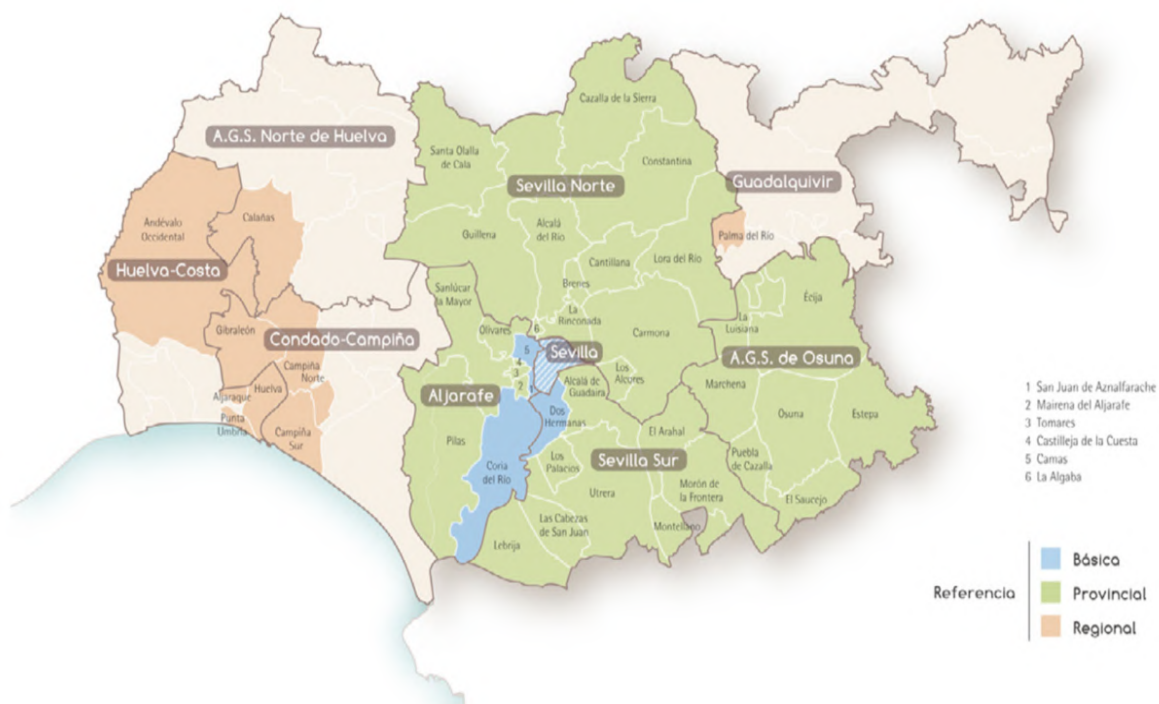 Cazalla de la Sierra
A.G.S. Norte de Huelva
Santa Olalla
de Cala
Constantina
Sevilla Norte
Guadalquivir
Andévalo
Occidental
Calañas
Alcalá
del Río
Guillena
Palma del Río
Huelva-Costa
Cantillana
Lora del Río
Sanlúcar
la Mayor
Brenes
Écija
La
Rinconada
La
Luisiana
Gibraleón
Olivares
6
Carmona
Condado-Campiña
5
Sevilla
A.G.S. de Osuna
Campiña
Norte
4
3
Los
Alcores
2
1
Alcalá de
Guadaira
Marchena
Aljaraque
Huelva
Aljarafe
Punta
Umbría
Campiña
Sur
Dos
Hermanas
Osuna
Estepa
El Arahal
Pilas
Los
Palacios
Sevilla Sur
Puebla
de Cazalla
Coria
del Río
Utrera
Morón de
la Frontera
El Saucejo
Las Cabezas
de San Juan
Montellano
Lebrija
1 San Juan de Aznalfarache
2 Mairena del Aljarafe
3 Tomares
4 Castilleja de la Cuesta
5 Camas
6 La Algaba
Referencia
Básica
Provincial
Regional